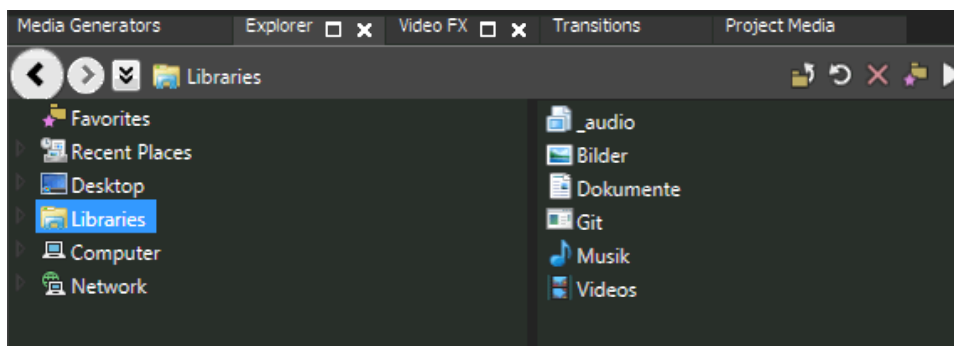 Media Generators Explorer Video FX Transitions Project Media
Libraries
Favorites
Recent Places
Desktop
Libraries
Computer
Network
_audio
Bilder
Dokumente
Git
Musik
Videos